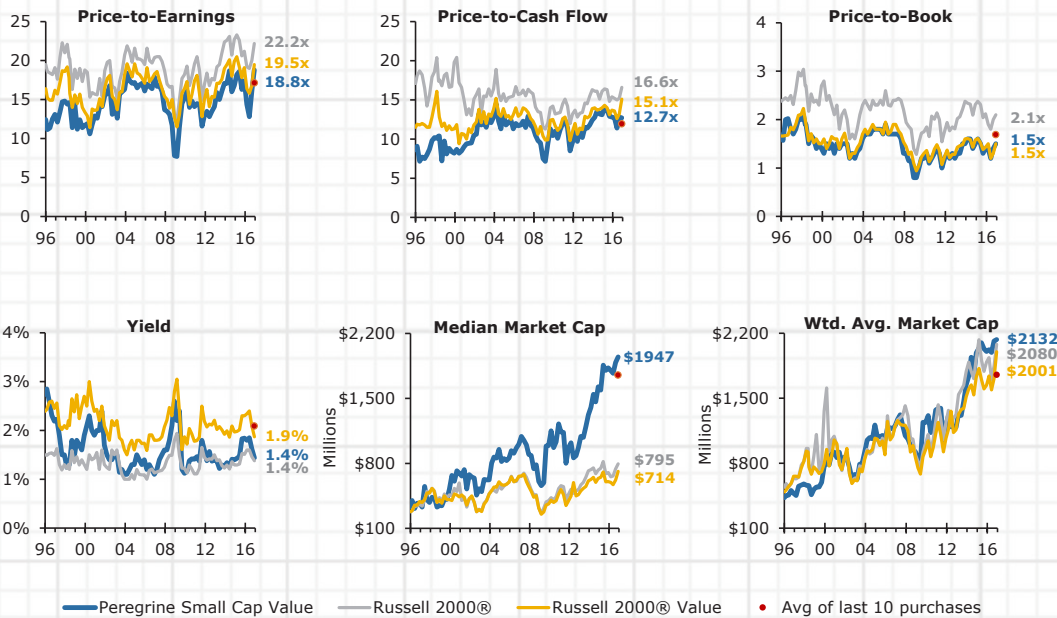 Price-to-Earnings
25
20
15
10
5
0
22.2x
19.5x
18.8x
96 00 04 08 12 16
Price-to-Cash Flow
25
20
15
10
5
0
16.6x
15.1x
12.7x
96 00 04 08 12 16
Price-to-Book
4
3
2
1
0
2.1x
1.5x
1.5x
96 00 04 08 12 16
Yield
4%
3%
2%
1%
0%
1.9%
1.4%
1.4%
96 00 04 08 12 16
Median Market Cap
Millions
$2,200
$1,500
$800
$100
$1947
$795
$714
96 00 04 08 12 16
Wtd. Avg. Market Cap
Millions
$2,200
$1,500
$800
$100
$2132
$2080
$2001
96 00 04 08 12 16
Peregrine Small Cap Value Russell 2000® Russell 2000® Value Avg of last 10 purchases